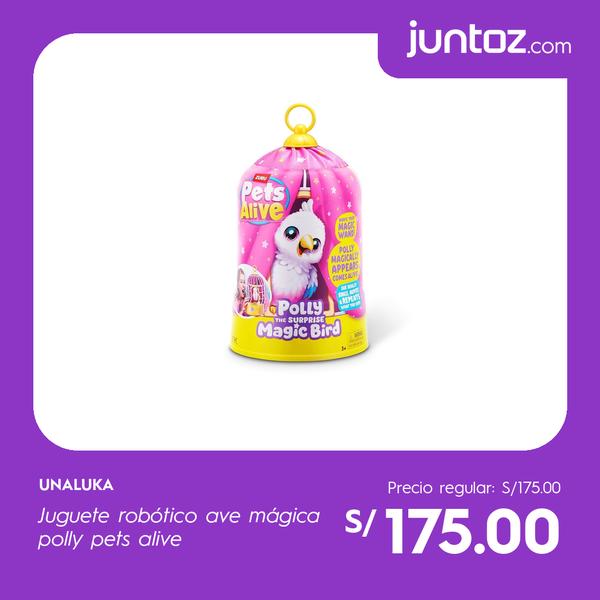 juntoz.com
ZURU
Pets
Alive
MAGIC
WAND
POLLY
MAGICALLY
APPEARS
COMES ALIVE
& REPEATS
Polly
THE SURPRISE
Magic Bird
3+
UNALUKA
Precio regular: S/175.00
Juguete robótico ave mágica
polly pets alive
S/ 175.00